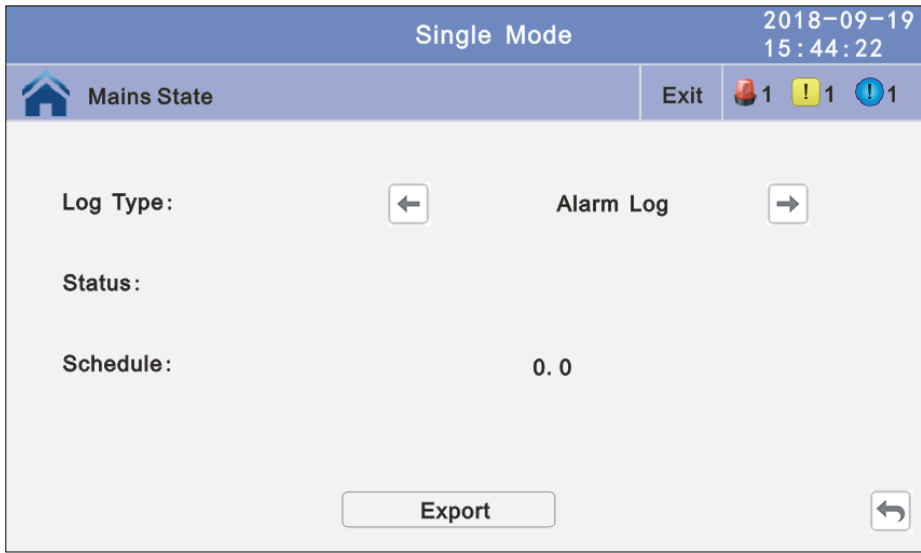 Single Mode
2018-09-19
15:44:22
Mains State
Exit
1
! 1
! 1
Log Type:
Alarm Log
Status:
Schedule:
0.0
Export